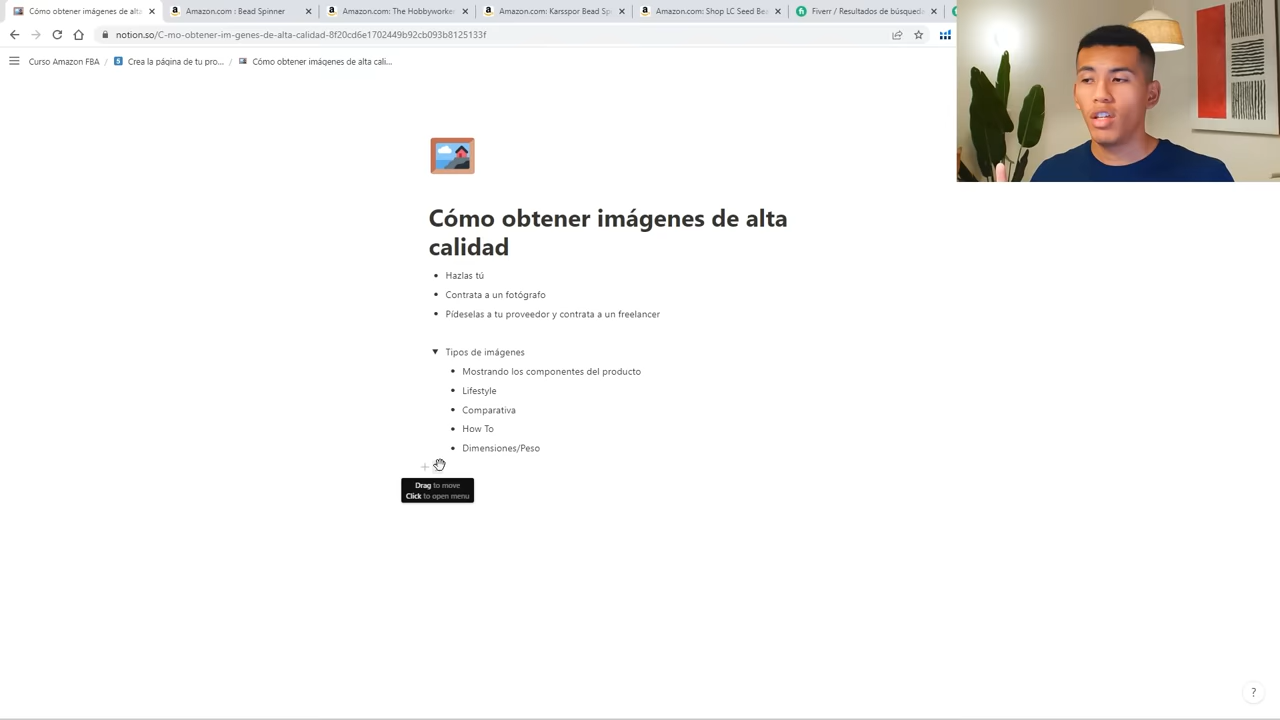 Cómo obtener imágenes de alta
Amazon.com : Bead Spinner
Amazon.com: The Hobbyworker
Amazon.com: Karsspor Bead Sp
Amazon.com: Shop LC Seed Bea
Fiverr / Resultados de búsqued
notion.so/C-mo-obtener-im-genes-de-alta-calidad-8f20cd6e1702449b92cb093b8125133f
Curso Amazon FBA / Crea la página de tu pro... / Cómo obtener imágenes de alta cali...
Cómo obtener imágenes de alta
calidad
• Hazlas tú
• Contrata a un fotógrafo
• Pídeselas a tu proveedor y contrata a un freelancer
Tipos de imágenes
• Mostrando los componentes del producto
• Lifestyle
• Comparativa
• How To
• Dimensiones/Peso
Drag to move
Click to open menu
?